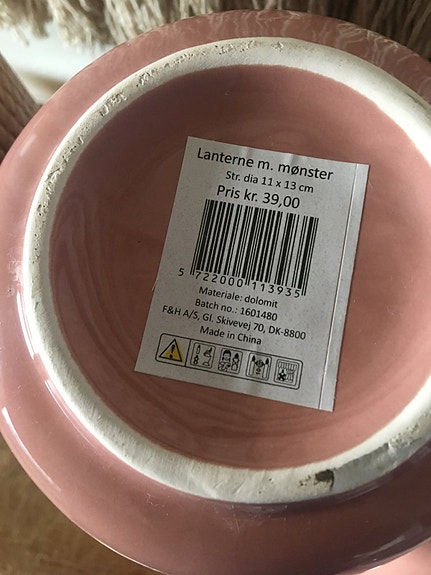 Lanterne m. mønster
Str. dia 11 x 13 cm
Pris kr. 39,00
5 722000 113935
Materiale: dolomit
Batch no.: 1601480
F&H A/S, Gl. Skivevej 70, DK-8800
Made in China